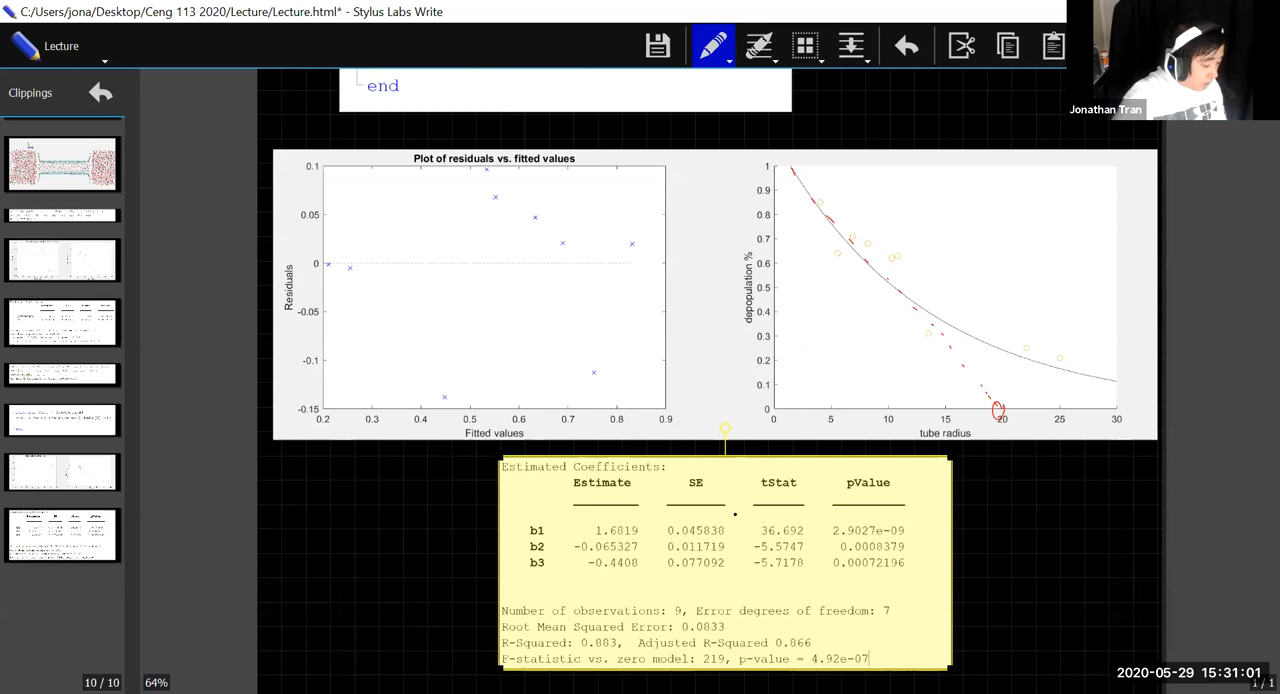 C:/Users/jona/Desktop/Ceng 113 2020/Lecture/Lecture.html* - Stylus Labs Write
Lecture
Clippings
Jonathan Tran
end
Plot of residuals vs. fitted values
0.1
0.05
0
-0.05
-0.1
-0.15
Residuals
0.2 0.3 0.4 0.5 0.6 0.7 0.8 0.9
Fitted values
1
0.9
0.8
0.7
0.6
0.5
0.4
0.3
0.2
0.1
0
depopulation %
0 5 10 15 20 25 30
tube radius
Estimated Coefficients:
Estimate SE tStat pValue
b1 1.6819 0.045838 36.692 2.9027e-09
b2 -0.065327 0.011719 -5.5747 0.0008379
b3 -0.4408 0.077092 -5.7178 0.00072196
Number of observations: 9, Error degrees of freedom: 7
Root Mean Squared Error: 0.0833
R-Squared: 0.883, Adjusted R-Squared 0.866
F-statistic vs. zero model: 219, p-value = 4.92e-07
10 / 10
64%
2020-05-29 15:31:01
1 / 1